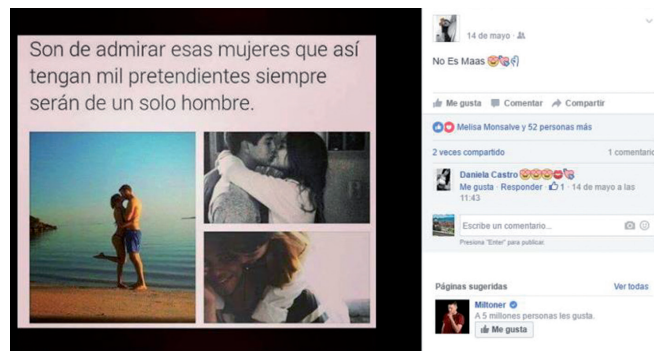 Son de admirar esas mujeres que así
tengan mil pretendientes siempre
serán de un solo hombre.
14 de mayo ·
No Es Maas
Me gusta Comentar Compartir
Melisa Monsalve y 52 personas más
2 veces compartido 1 comentario
Daniela Castro
Me gusta · Responder · 1 · 14 de mayo a las
11:43
Escribe un comentario...
Presiona "Enter" para publicar.
Páginas sugeridas Ver todas
Miltoner
A 5 millones personas les gusta.
Me gusta